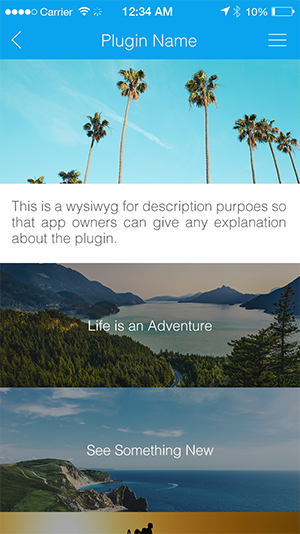 Carrier 12:34 AM 10%
Plugin Name
This is a wysiwyg for description purpoes so
that app owners can give any explanation
about the plugin.
Life is an Adventure
See Something New